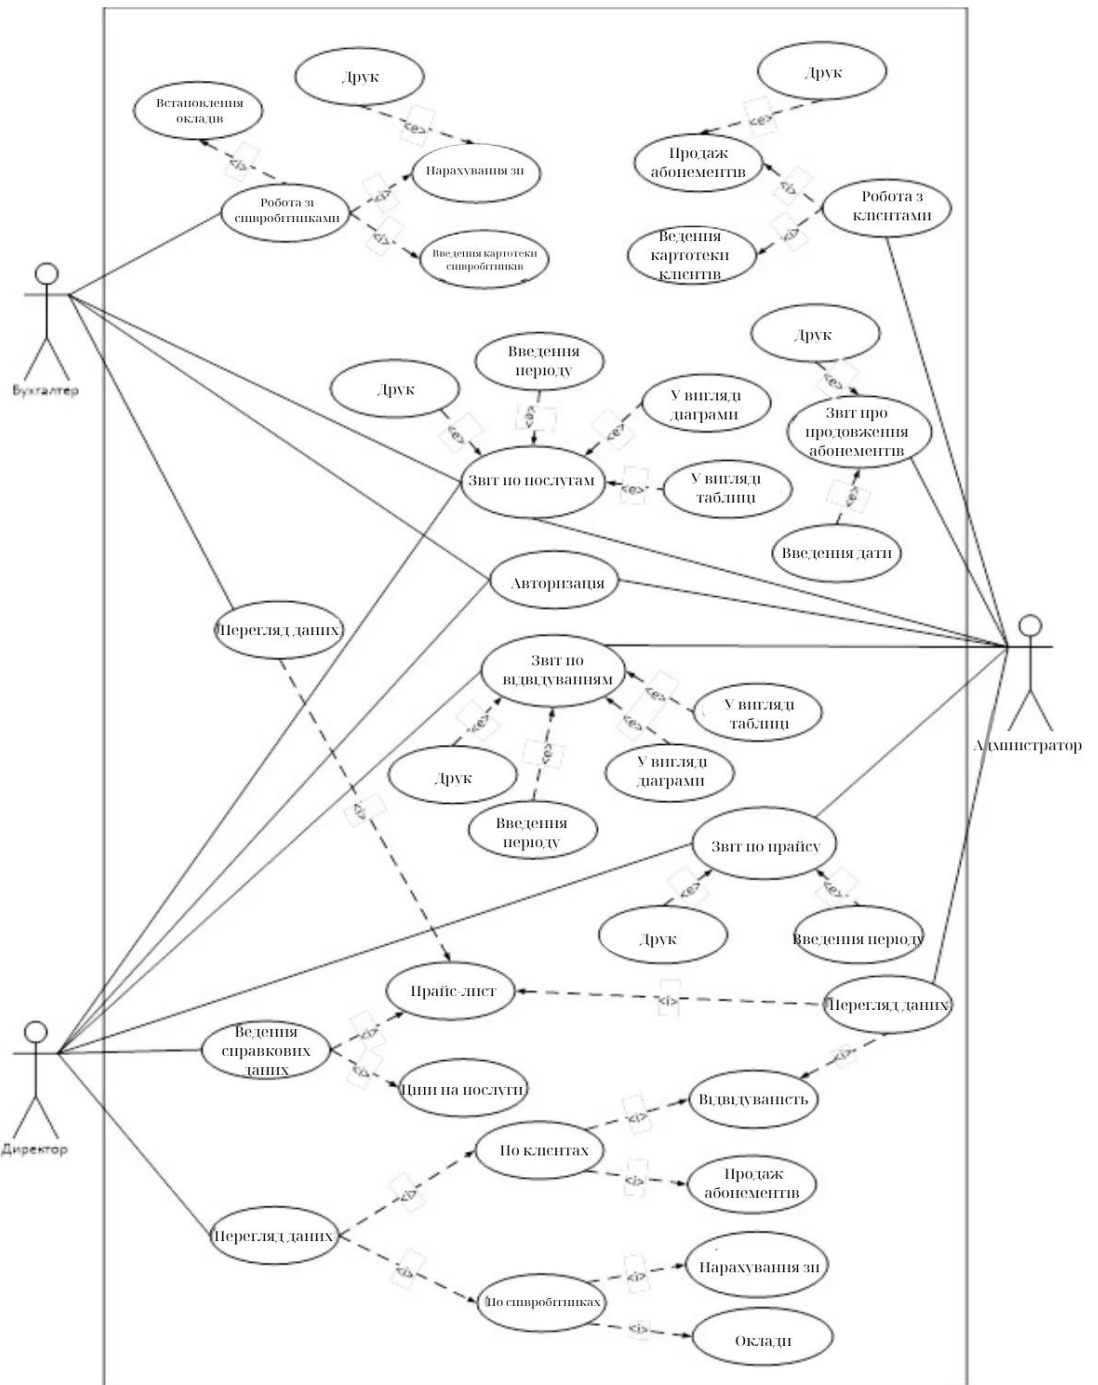 Друк
Друк
Встановлення
окладів
<e>
<e>
Продаж
абонементів
<i>
Нарахування зп
<i>
<i>
Робота з
клієнтами
Робота зі
співробітниками
<i>
<i>
Ведення
картотеки
клієнтів
Введення картотеки
співробітників
Бухгалтер
Друк
Введення
періоду
Друк
<e>
У вигляді
діаграми
<e>
<e>
<e>
Звіт про
продовження
абонементів
Звіт по послугам
<e>
У вигляді
таблиці
<e>
Введення дати
Авторизація
Перегляд даних
Звіт по
відвідуванням
<e>
<e>
<e>
У вигляді
таблиці
<e>
Адміністратор
Друк
У вигляді
діаграми
<i>
Введення
періоду
Звіт по прайсу
<e>
<e>
Друк
Введення періоду
Прайс-лист
<i>
Перегляд даних
Ведення
справкових
даних
<i>
<i>
<i>
Ціни на послуги
Відвідуваність
<i>
Директор
По клієнтах
<i>
Продаж
абонементів
<i>
Перегляд даних
<i>
<i>
Нарахування зп
По співробітниках
<i>
Оклади